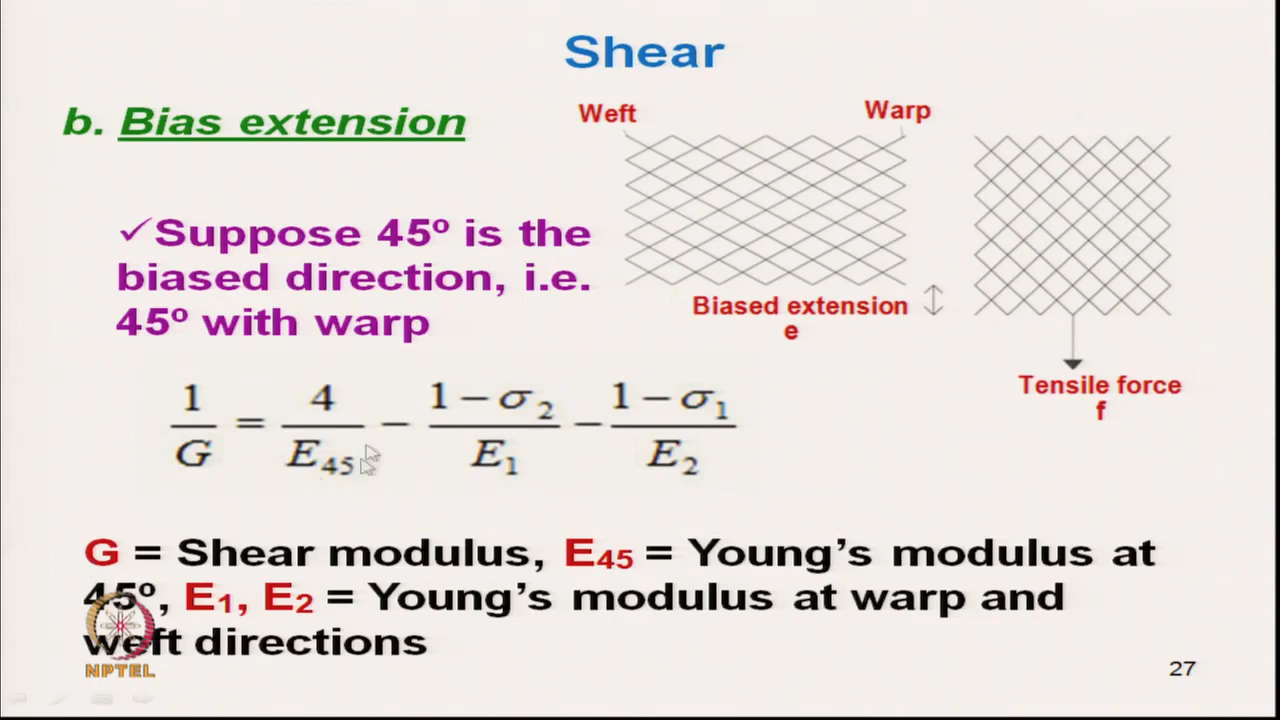 Shear
b. Bias extension
Weft
Warp
✓Suppose 45º is the
biased direction, i.e.
45º with warp
Biased extension
e
Tensile force
f
1/G = 4/E₄₅ − (1−σ₂)/E₁ − (1−σ₁)/E₂
G = Shear modulus, E₄₅ = Young's modulus at
45º, E₁, E₂ = Young's modulus at warp and
weft directions
NPTEL
27